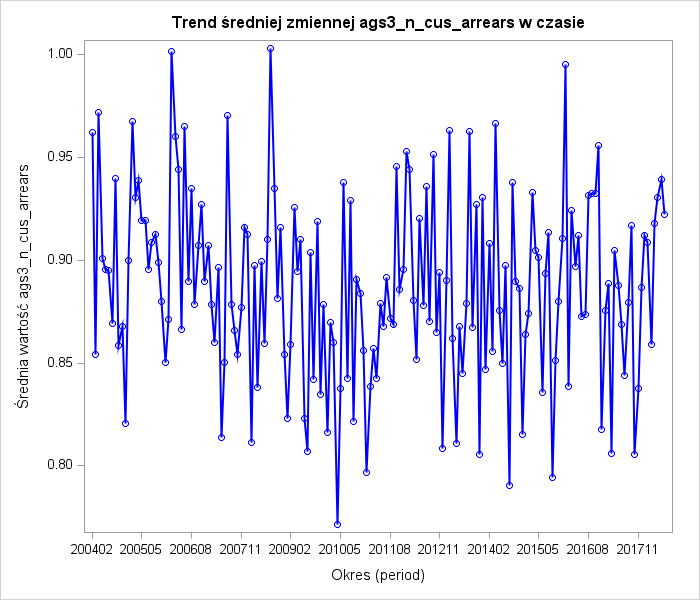 Trend średniej zmiennej ags3_n_cus_arrears w czasie
1.00
0.95
0.90
0.85
0.80
Średnia wartość ags3_n_cus_arrears
200402 200505 200608 200711 200902 201005 201108 201211 201402 201505 201608 201711
Okres (period)